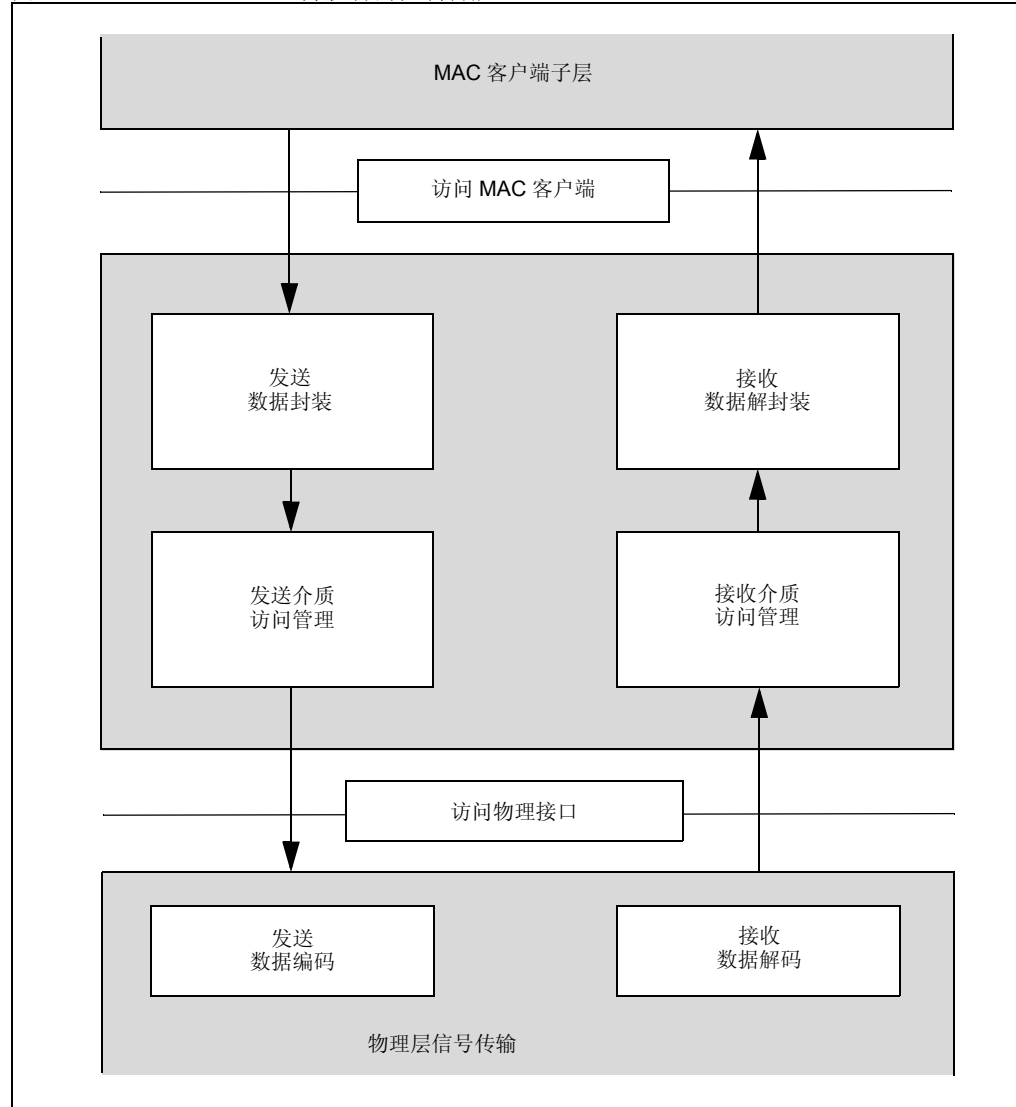 MAC 客户端子层
访问 MAC 客户端
发送
数据封装
接收
数据解封装
发送介质
访问管理
接收介质
访问管理
访问物理接口
发送
数据编码
接收
数据解码
物理层信号传输